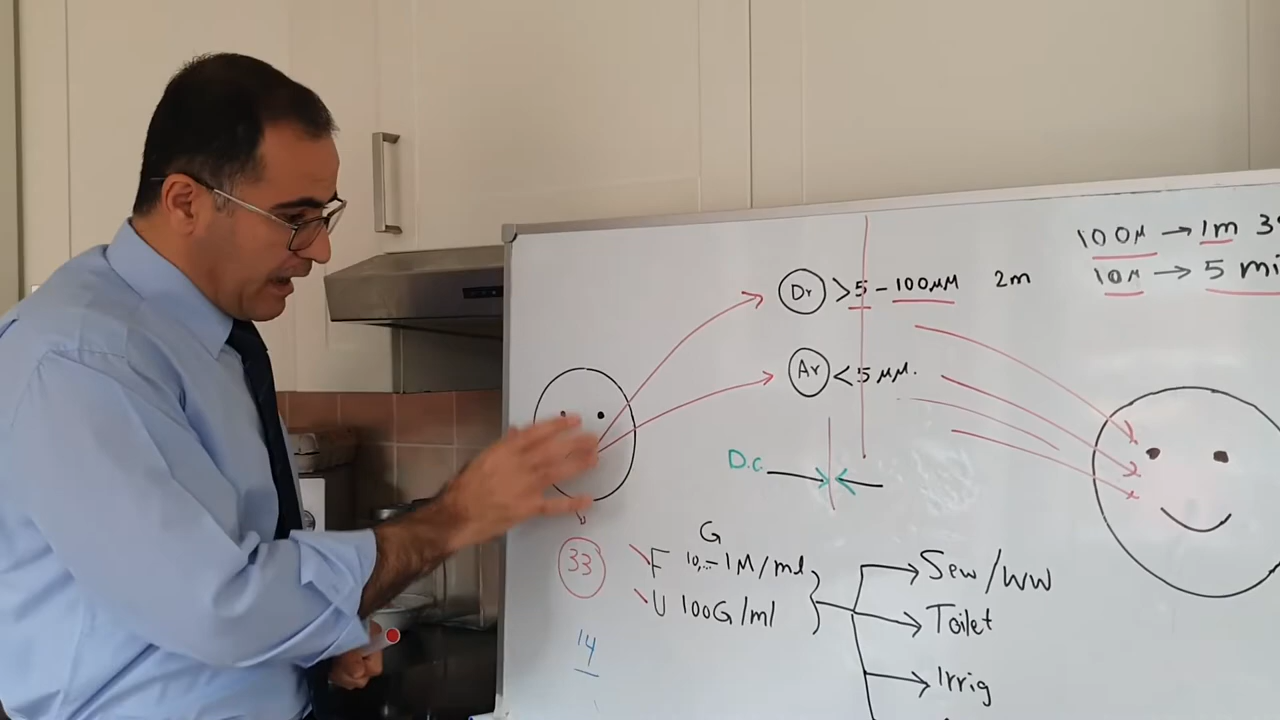 100μ → 1m
10μ → 5 mi
Dr >5 - 100μM 2m
Ar <5 μM.
D.c.
G
33
F 10,- 1M/ml
U 100G/ml
Sew/WW
Toilet
Irrig
14